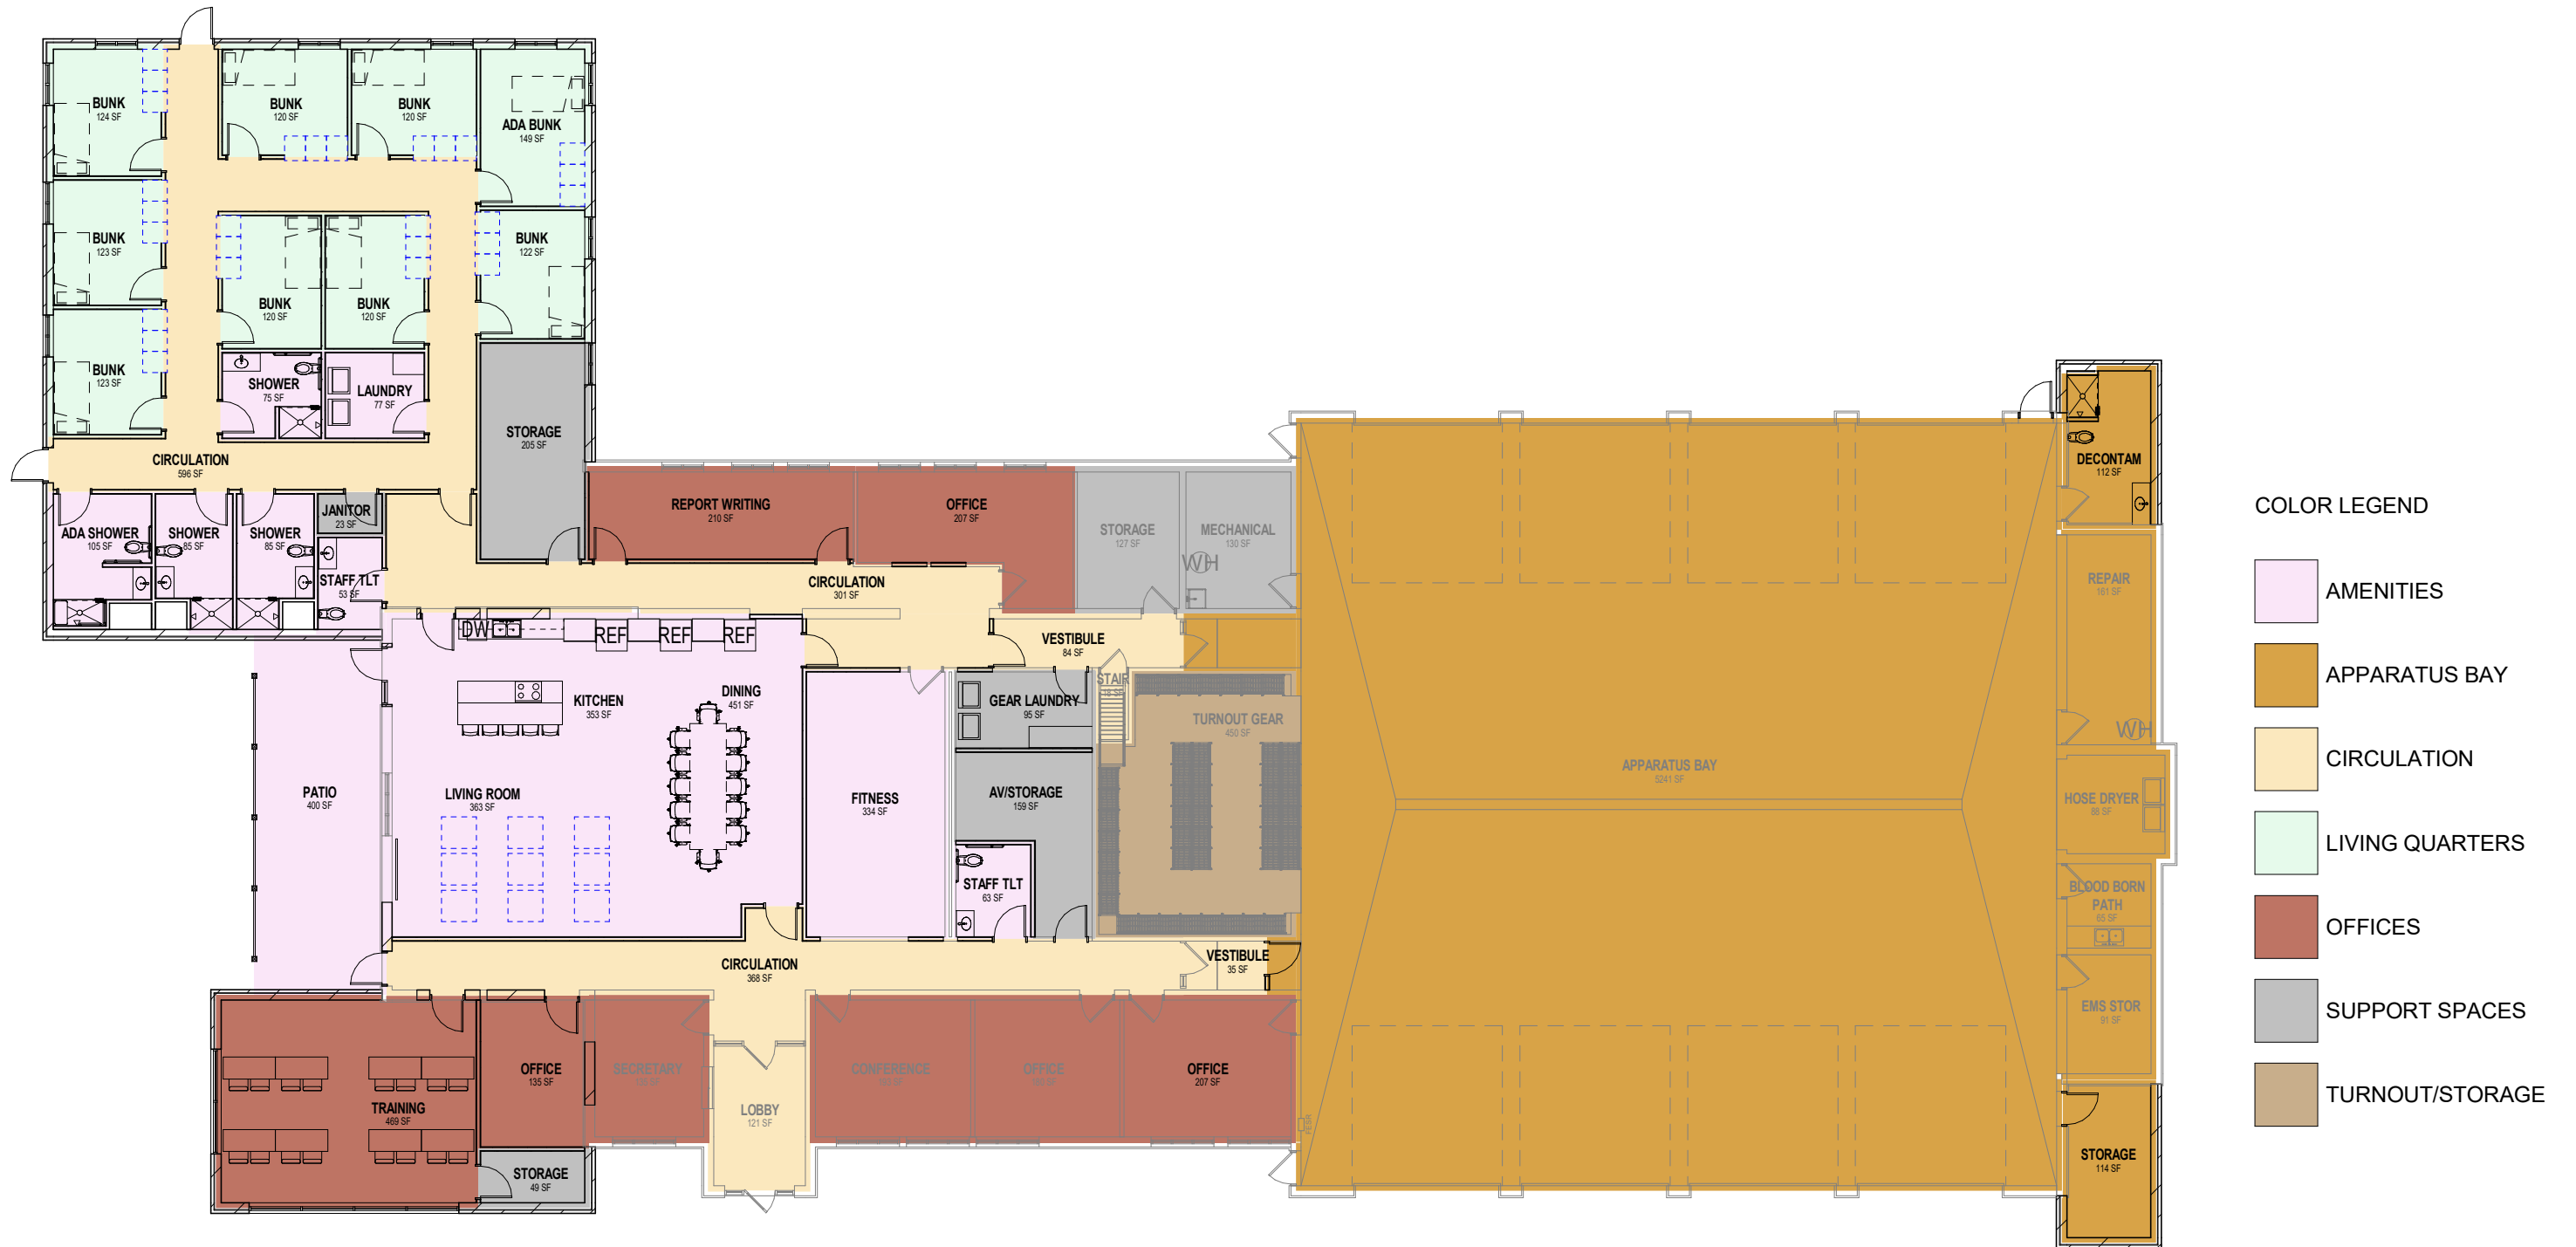 BUNK
124 SF
BUNK
120 SF
BUNK
120 SF
ADA BUNK
149 SF
BUNK
123 SF
BUNK
122 SF
BUNK
120 SF
BUNK
120 SF
BUNK
123 SF
SHOWER
75 SF
LAUNDRY
77 SF
STORAGE
205 SF
CIRCULATION
596 SF
ADA SHOWER
105 SF
SHOWER
85 SF
SHOWER
85 SF
JANITOR
23 SF
STAFF TLT
53 SF
REPORT WRITING
210 SF
OFFICE
207 SF
STORAGE
127 SF
MECHANICAL
130 SF
WH
CIRCULATION
301 SF
DW
REF
REF
REF
VESTIBULE
84 SF
KITCHEN
353 SF
DINING
451 SF
GEAR LAUNDRY
95 SF
STAIR
TURNOUT GEAR
450 SF
PATIO
400 SF
LIVING ROOM
363 SF
FITNESS
334 SF
AV/STORAGE
159 SF
STAFF TLT
63 SF
CIRCULATION
368 SF
VESTIBULE
35 SF
TRAINING
469 SF
OFFICE
135 SF
SECRETARY
STORAGE
49 SF
LOBBY
121 SF
CONFERENCE
OFFICE
OFFICE
207 SF
APPARATUS BAY
5241 SF
DECONTAM
112 SF
REPAIR
161 SF
WH
HOSE DRYER
88 SF
BLOOD BORN
PATH
65 SF
EMS STOR
91 SF
STORAGE
114 SF
COLOR LEGEND
AMENITIES
APPARATUS BAY
CIRCULATION
LIVING QUARTERS
OFFICES
SUPPORT SPACES
TURNOUT/STORAGE